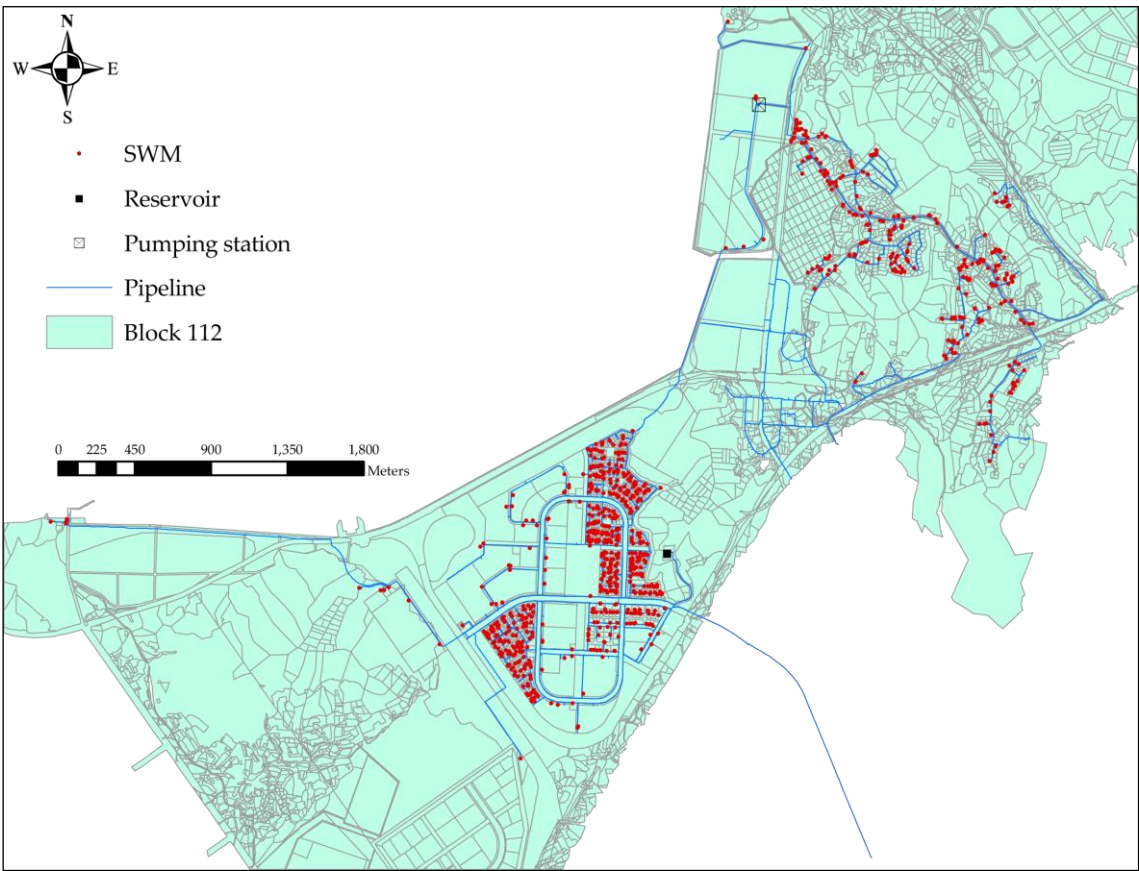 N
W E
S
SWM
Reservoir
Pumping station
Pipeline
Block 112
0 225 450 900 1,350 1,800
Meters